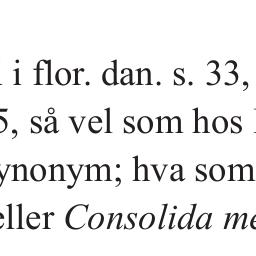 i flor. dan. s. 33,
5, så vel som hos
ynonym; hva som
eller Consolida me